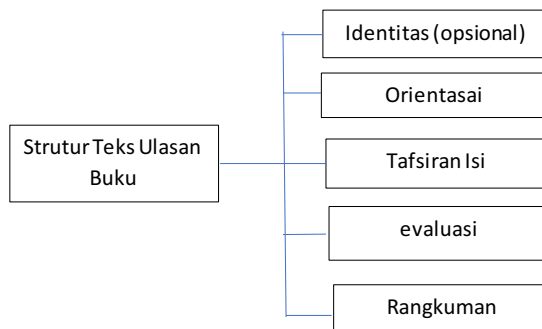 Strutur Teks Ulasan
Buku
Identitas (opsional)
Orientasai
Tafsiran Isi
evaluasi
Rangkuman